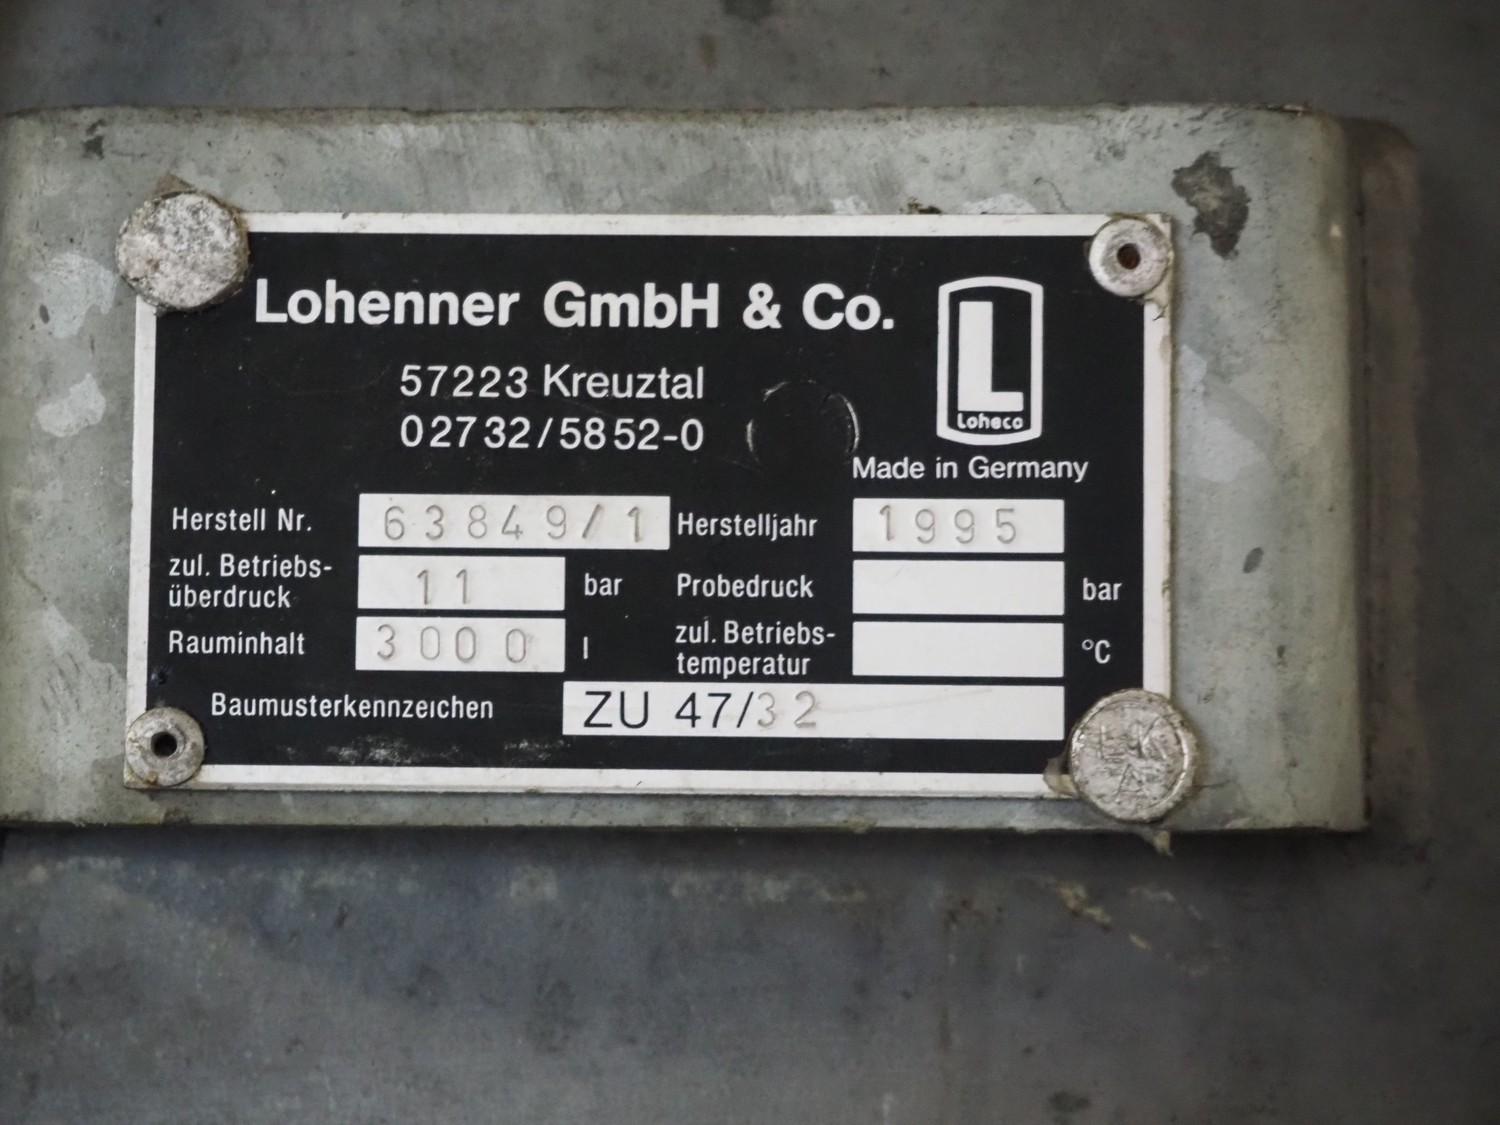 Lohenner GmbH & Co.
57223 Kreuztal
02732/5852-0
L
Loheco
Made in Germany
Herstell Nr. 63849/1 Herstelljahr 1995
zul. Betriebs-
überdruck 11 bar Probedruck bar
Rauminhalt 3000 l zul. Betriebs-
temperatur °C
Baumusterkennzeichen ZU 47/32